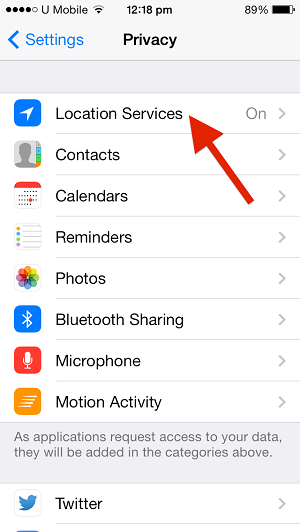 U Mobile 12:18 pm 89%
Settings Privacy
Location Services On
Contacts
Calendars
Reminders
Photos
Bluetooth Sharing
Microphone
Motion Activity
As applications request access to your data,
they will be added in the categories above.
Twitter